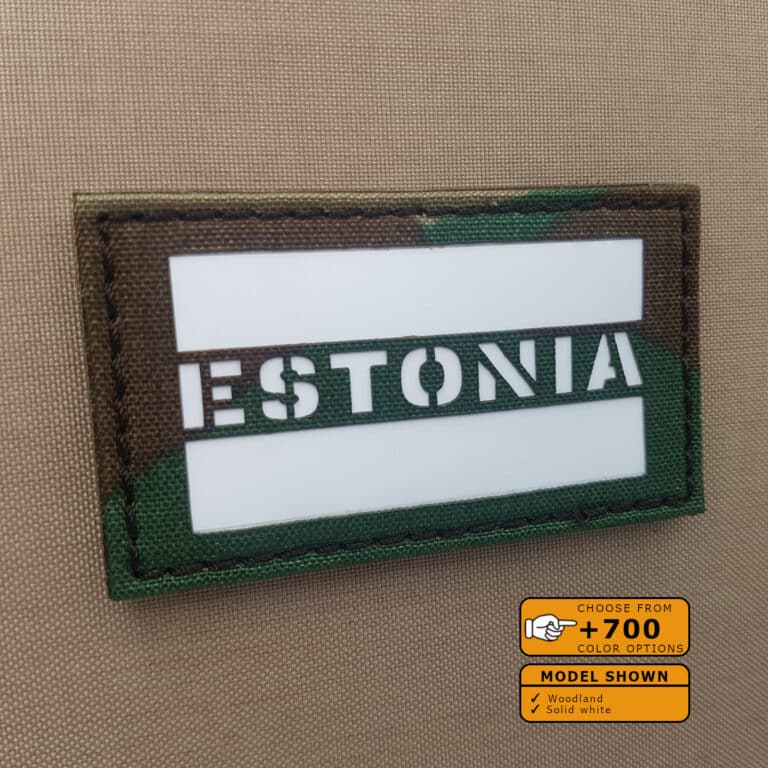 ESTONIA
CHOOSE FROM
+700
COLOR OPTIONS
MODEL SHOWN
✓ Woodland
✓ Solid white